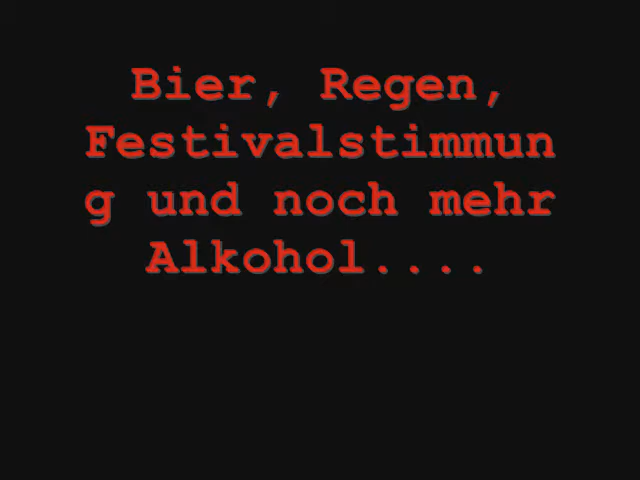 Bier, Regen,
Festivalstimmun
g und noch mehr
Alkohol....